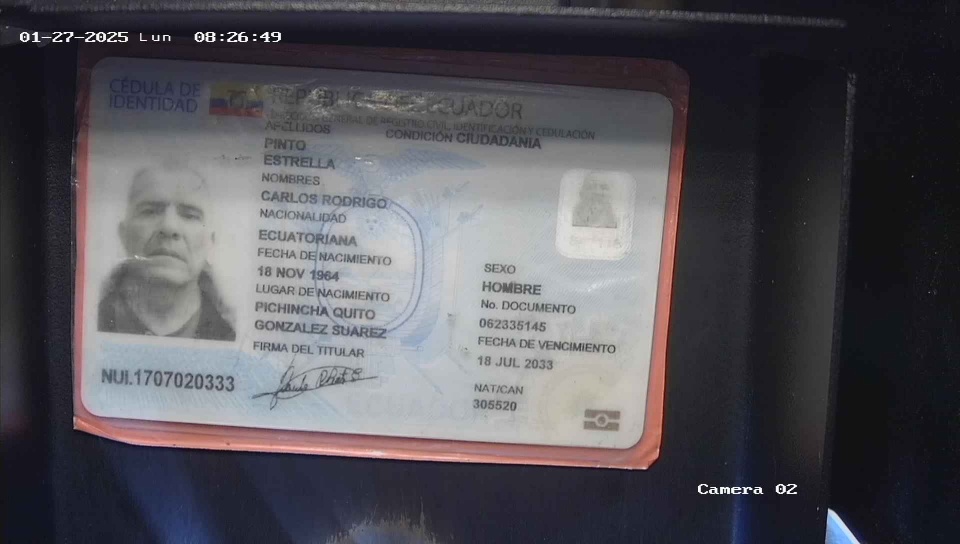 01-27-2025 Lun 08:26:49
CÉDULA DE
IDENTIDAD
REPÚBLICA DEL ECUADOR
DIRECCIÓN GENERAL DE REGISTRO CIVIL, IDENTIFICACIÓN Y CEDULACIÓN
APELLIDOS
CONDICIÓN CIUDADANIA
PINTO
ESTRELLA
NOMBRES
CARLOS RODRIGO
NACIONALIDAD
ECUATORIANA
FECHA DE NACIMIENTO
18 NOV 1964
LUGAR DE NACIMIENTO
PICHINCHA QUITO
GONZALEZ SUAREZ
FIRMA DEL TITULAR
SEXO
HOMBRE
No. DOCUMENTO
062335145
FECHA DE VENCIMIENTO
18 JUL 2033
NAT/CAN
305520
NUI.1707020333
Camera 02